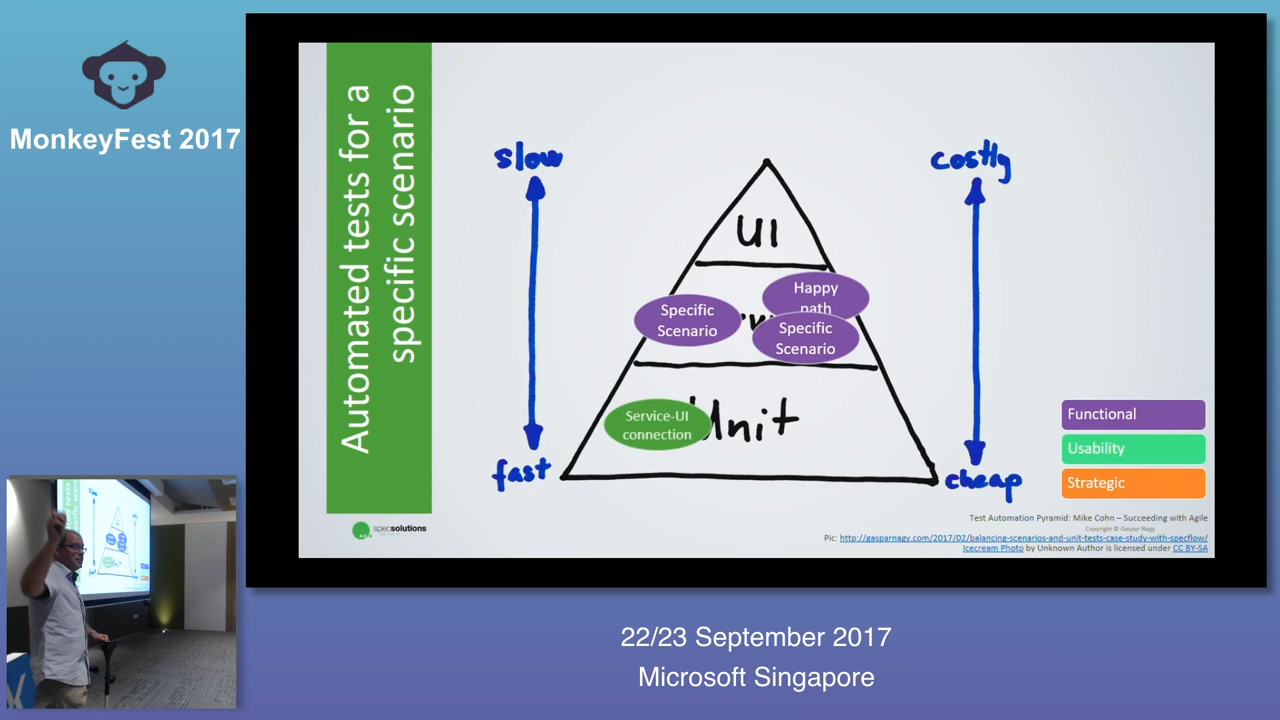 MonkeyFest 2017
Automated tests for a
specific scenario
slow
costly
UI
Happy
path
Specific
Scenario
Specific
Scenario
Service-UI
connection
Unit
fast
cheap
Functional
Usability
Strategic
specsolutions
Test Automation Pyramid: Mike Cohn – Succeeding with Agile
Copyright © Gaspar Nagy
Pic: http://gasparnagy.com/2017/02/balancing-scenarios-and-unit-tests-case-study-with-specflow/
Icecream Photo by Unknown Author is licensed under CC BY-SA
22/23 September 2017
Microsoft Singapore